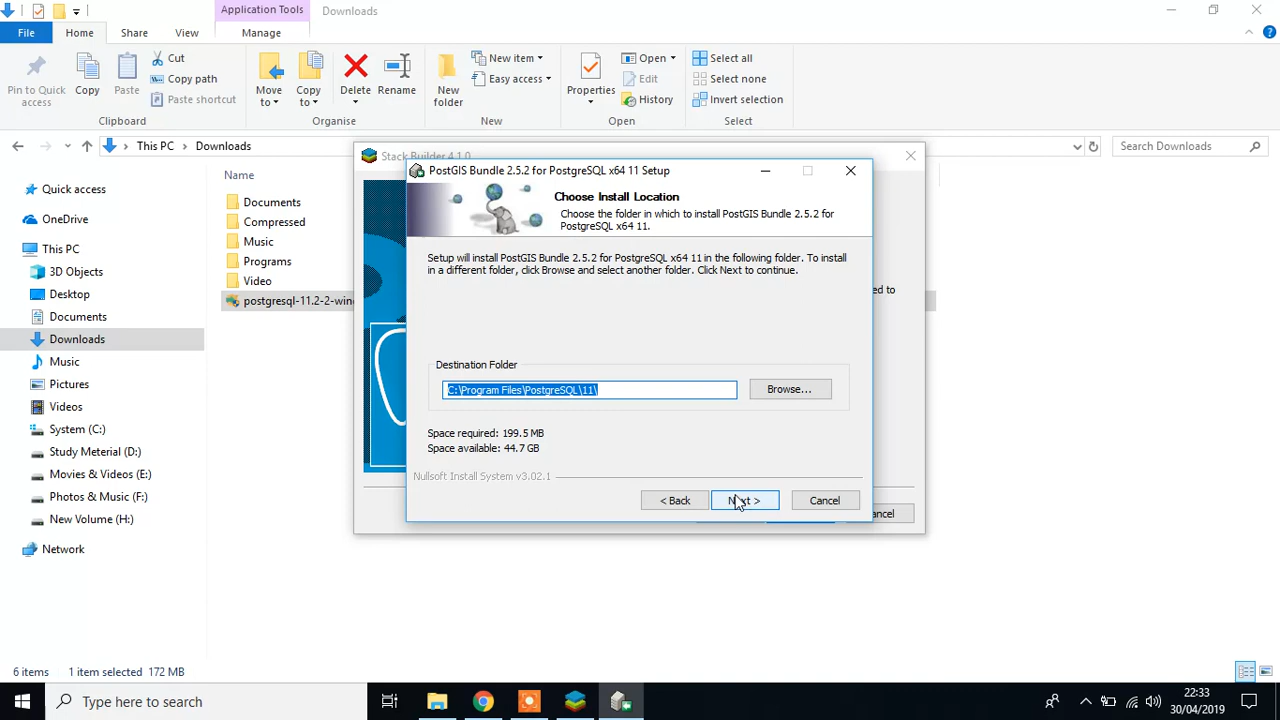 Application Tools
Downloads
File
Home
Share
View
Manage
Pin to Quick access
Copy
Paste
Cut
Copy path
Paste shortcut
Clipboard
Move to
Copy to
Delete
Rename
Organise
New folder
New item
Easy access
New
Properties
Open
Edit
History
Open
Select all
Select none
Invert selection
Select
This PC > Downloads
Search Downloads
Quick access
OneDrive
This PC
3D Objects
Desktop
Documents
Downloads
Music
Pictures
Videos
System (C:)
Study Meterial (D:)
Movies & Videos (E:)
Photos & Music (F:)
New Volume (H:)
Network
Name
Documents
Compressed
Music
Programs
Video
postgresql-11.2-2-win
Stack Builder 4.1.0
ed to
ancel
PostGIS Bundle 2.5.2 for PostgreSQL x64 11 Setup
Choose Install Location
Choose the folder in which to install PostGIS Bundle 2.5.2 for
PostgreSQL x64 11.
Setup will install PostGIS Bundle 2.5.2 for PostgreSQL x64 11 in the following folder. To install
in a different folder, click Browse and select another folder. Click Next to continue.
Destination Folder
C:\Program Files\PostgreSQL\11\
Browse...
Space required: 199.5 MB
Space available: 44.7 GB
Nullsoft Install System v3.02.1
< Back
Next >
Cancel
6 items
1 item selected 172 MB
Type here to search
22:33
30/04/2019